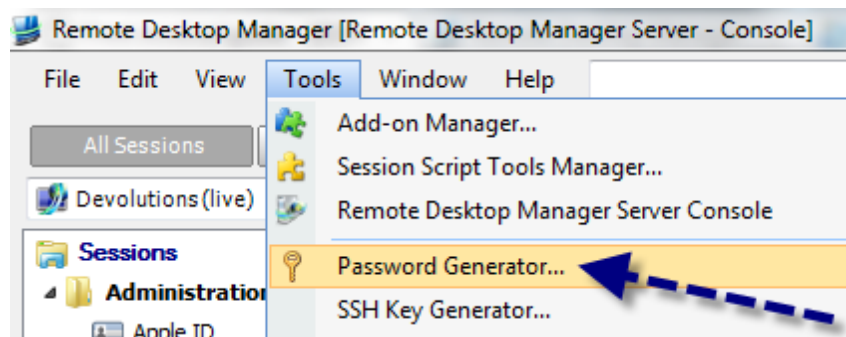 Remote Desktop Manager [Remote Desktop Manager Server - Console]
File Edit View Tools Window Help
Add-on Manager...
All Sessions
Session Script Tools Manager...
Devolutions (live)
Remote Desktop Manager Server Console
Sessions
Password Generator...
Administration
SSH Key Generator...
Apple ID